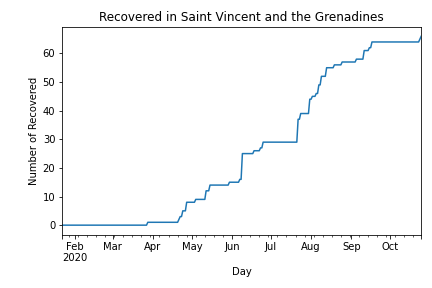 Recovered in Saint Vincent and the Grenadines
60
50
40
30
20
10
0
Number of Recovered
Feb Mar Apr May Jun Jul Aug Sep Oct
2020
Day